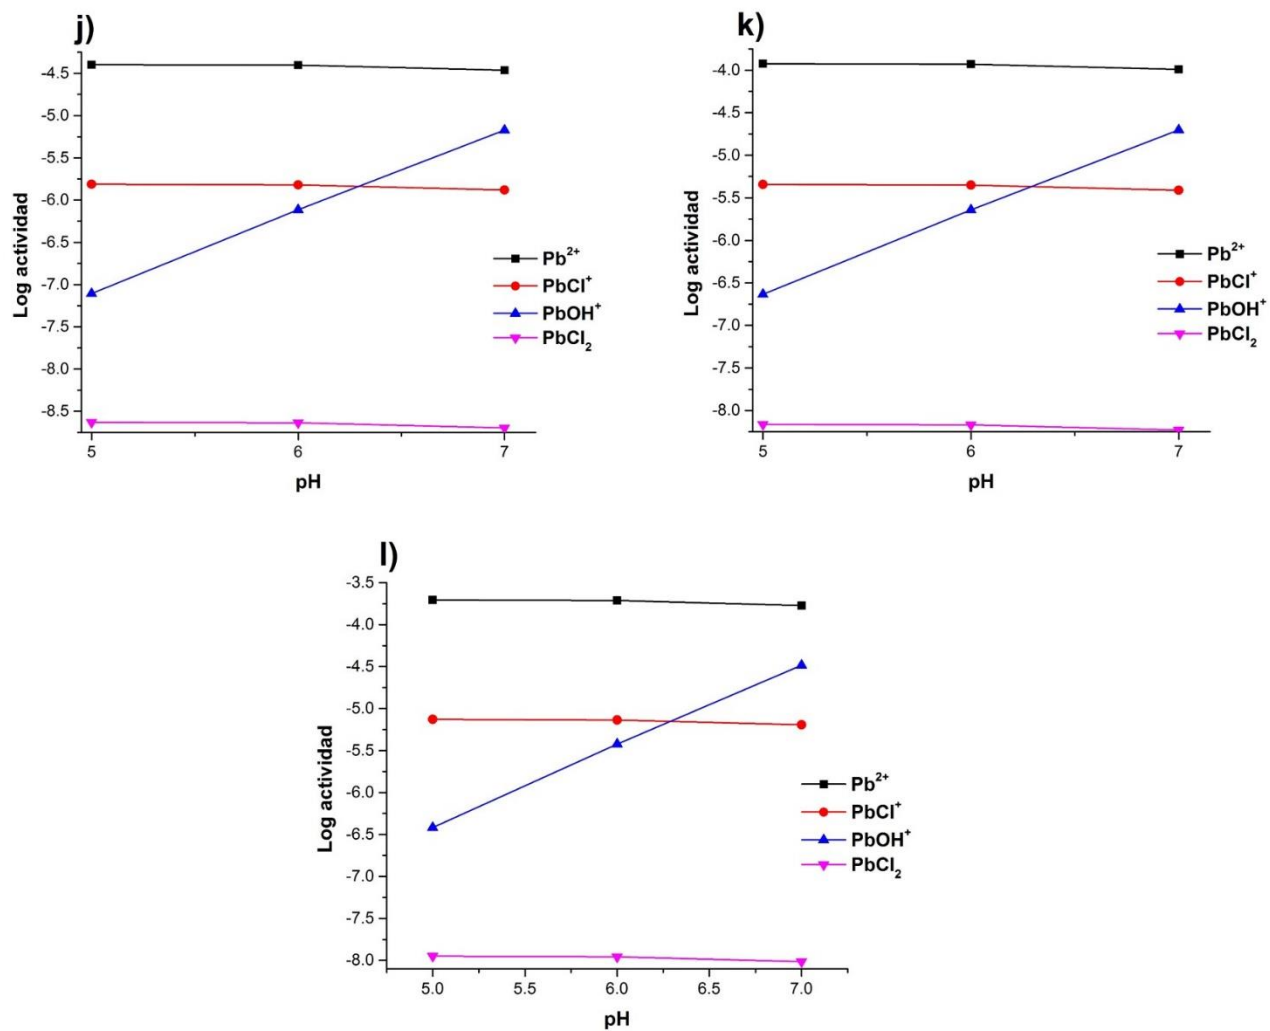 j)
-4.5
-5.0
-5.5
-6.0
-6.5
-7.0
-7.5
-8.0
-8.5
Log actividad
5
6
7
pH
Pb²⁺
PbCl⁺
PbOH⁺
PbCl₂
k)
-4.0
-4.5
-5.0
-5.5
-6.0
-6.5
-7.0
-7.5
-8.0
Log actividad
5
6
7
pH
Pb²⁺
PbCl⁺
PbOH⁺
PbCl₂
l)
-3.5
-4.0
-4.5
-5.0
-5.5
-6.0
-6.5
-7.0
-7.5
-8.0
Log actividad
5.0
5.5
6.0
6.5
7.0
pH
Pb²⁺
PbCl⁺
PbOH⁺
PbCl₂